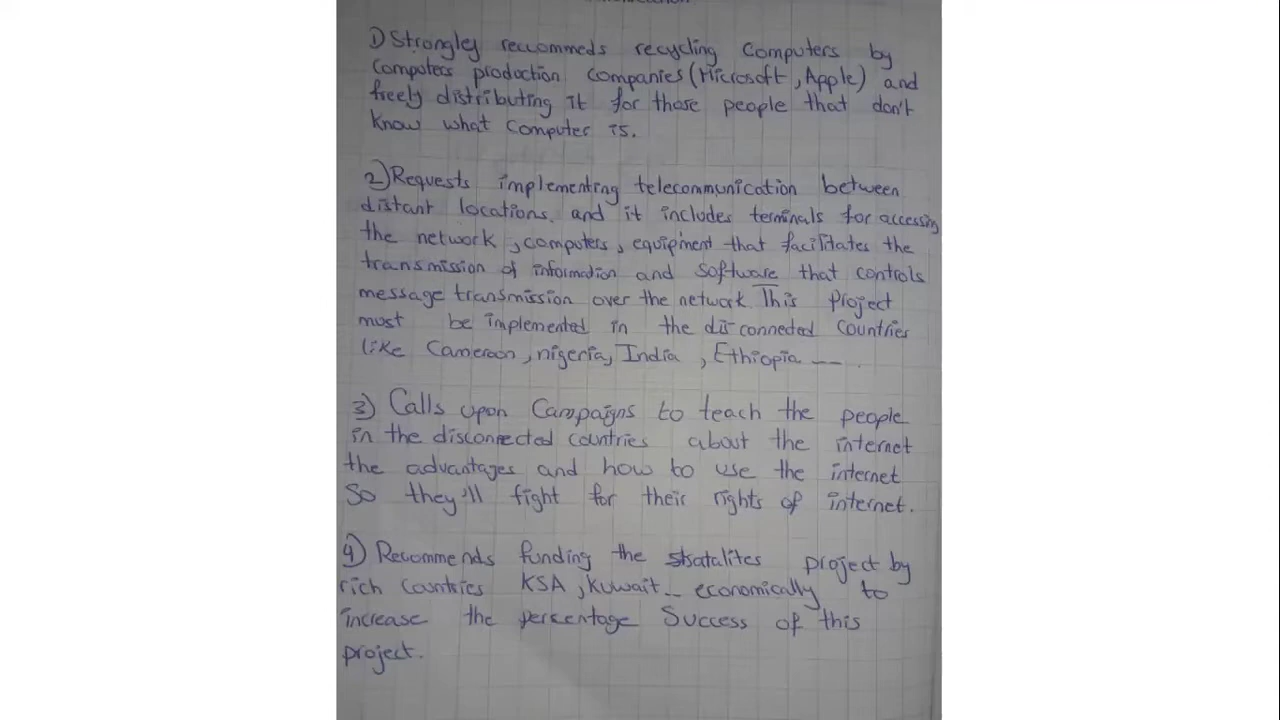 1) Strongley reccommeds recycling Computers by
Computers production companies (Microsoft, Apple) and
freely distributing it for those people that don't
Know what Computer is.
2) Requests implementing telecommunication between
distant locations. and it includes terminals for accessing
the network, computers, equipment that facilitates the
transmission of information and software that controls
message transmission over the network This project
must be implemented in the disconneted Countries
like Cameroon, nigeria, India, Ethiopia ---.
3) Calls upon Campaigns to teach the people
in the disconnected countries about the internet
the advantages and how to use the internet
So they'll fight for their rights of internet.
4) Recommends funding the satalites project by
rich Countries KSA, Kuwait-- economically to
increase the percentage Success of this
project.